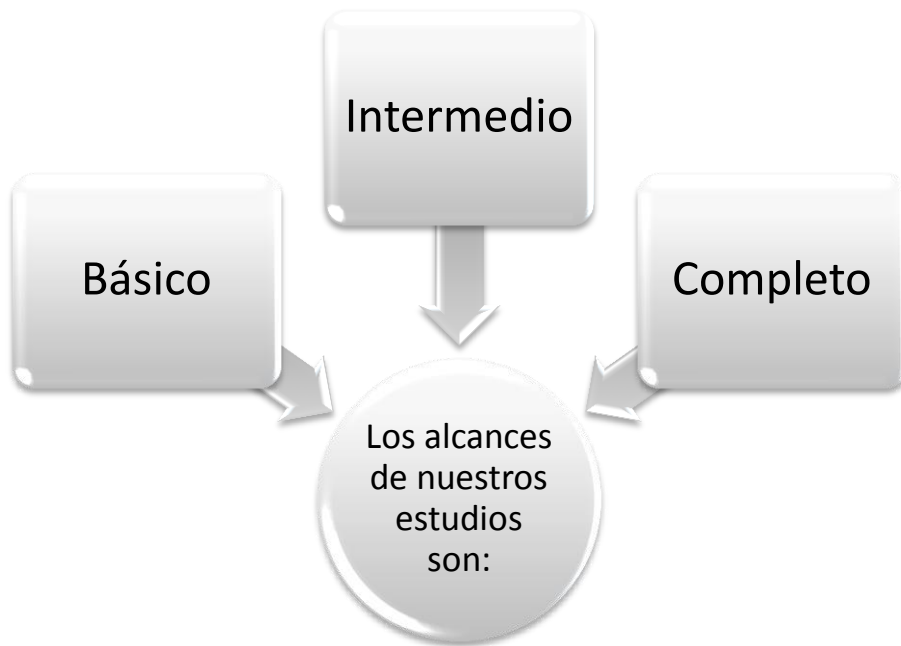 Intermedio
Básico
Completo
Los alcances
de nuestros
estudios
son: